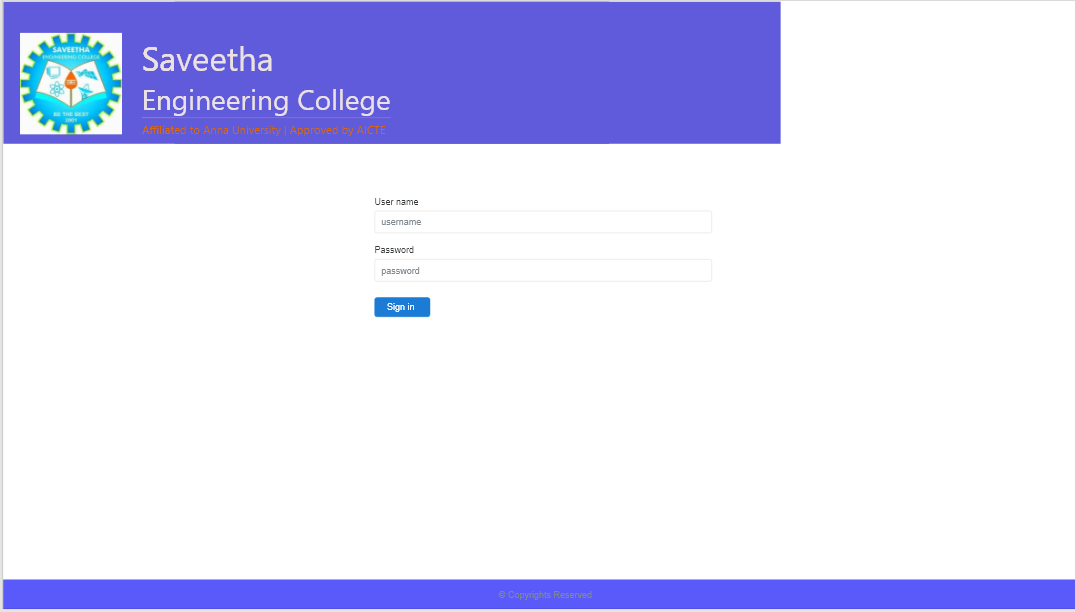 SAVEETHA
ENGINEERING COLLEGE
BE THE BEST
2001
Saveetha
Engineering College
Affiliated to Anna University | Approved by AICTE
User name
username
Password
password
Sign in
© Copyrights Reserved